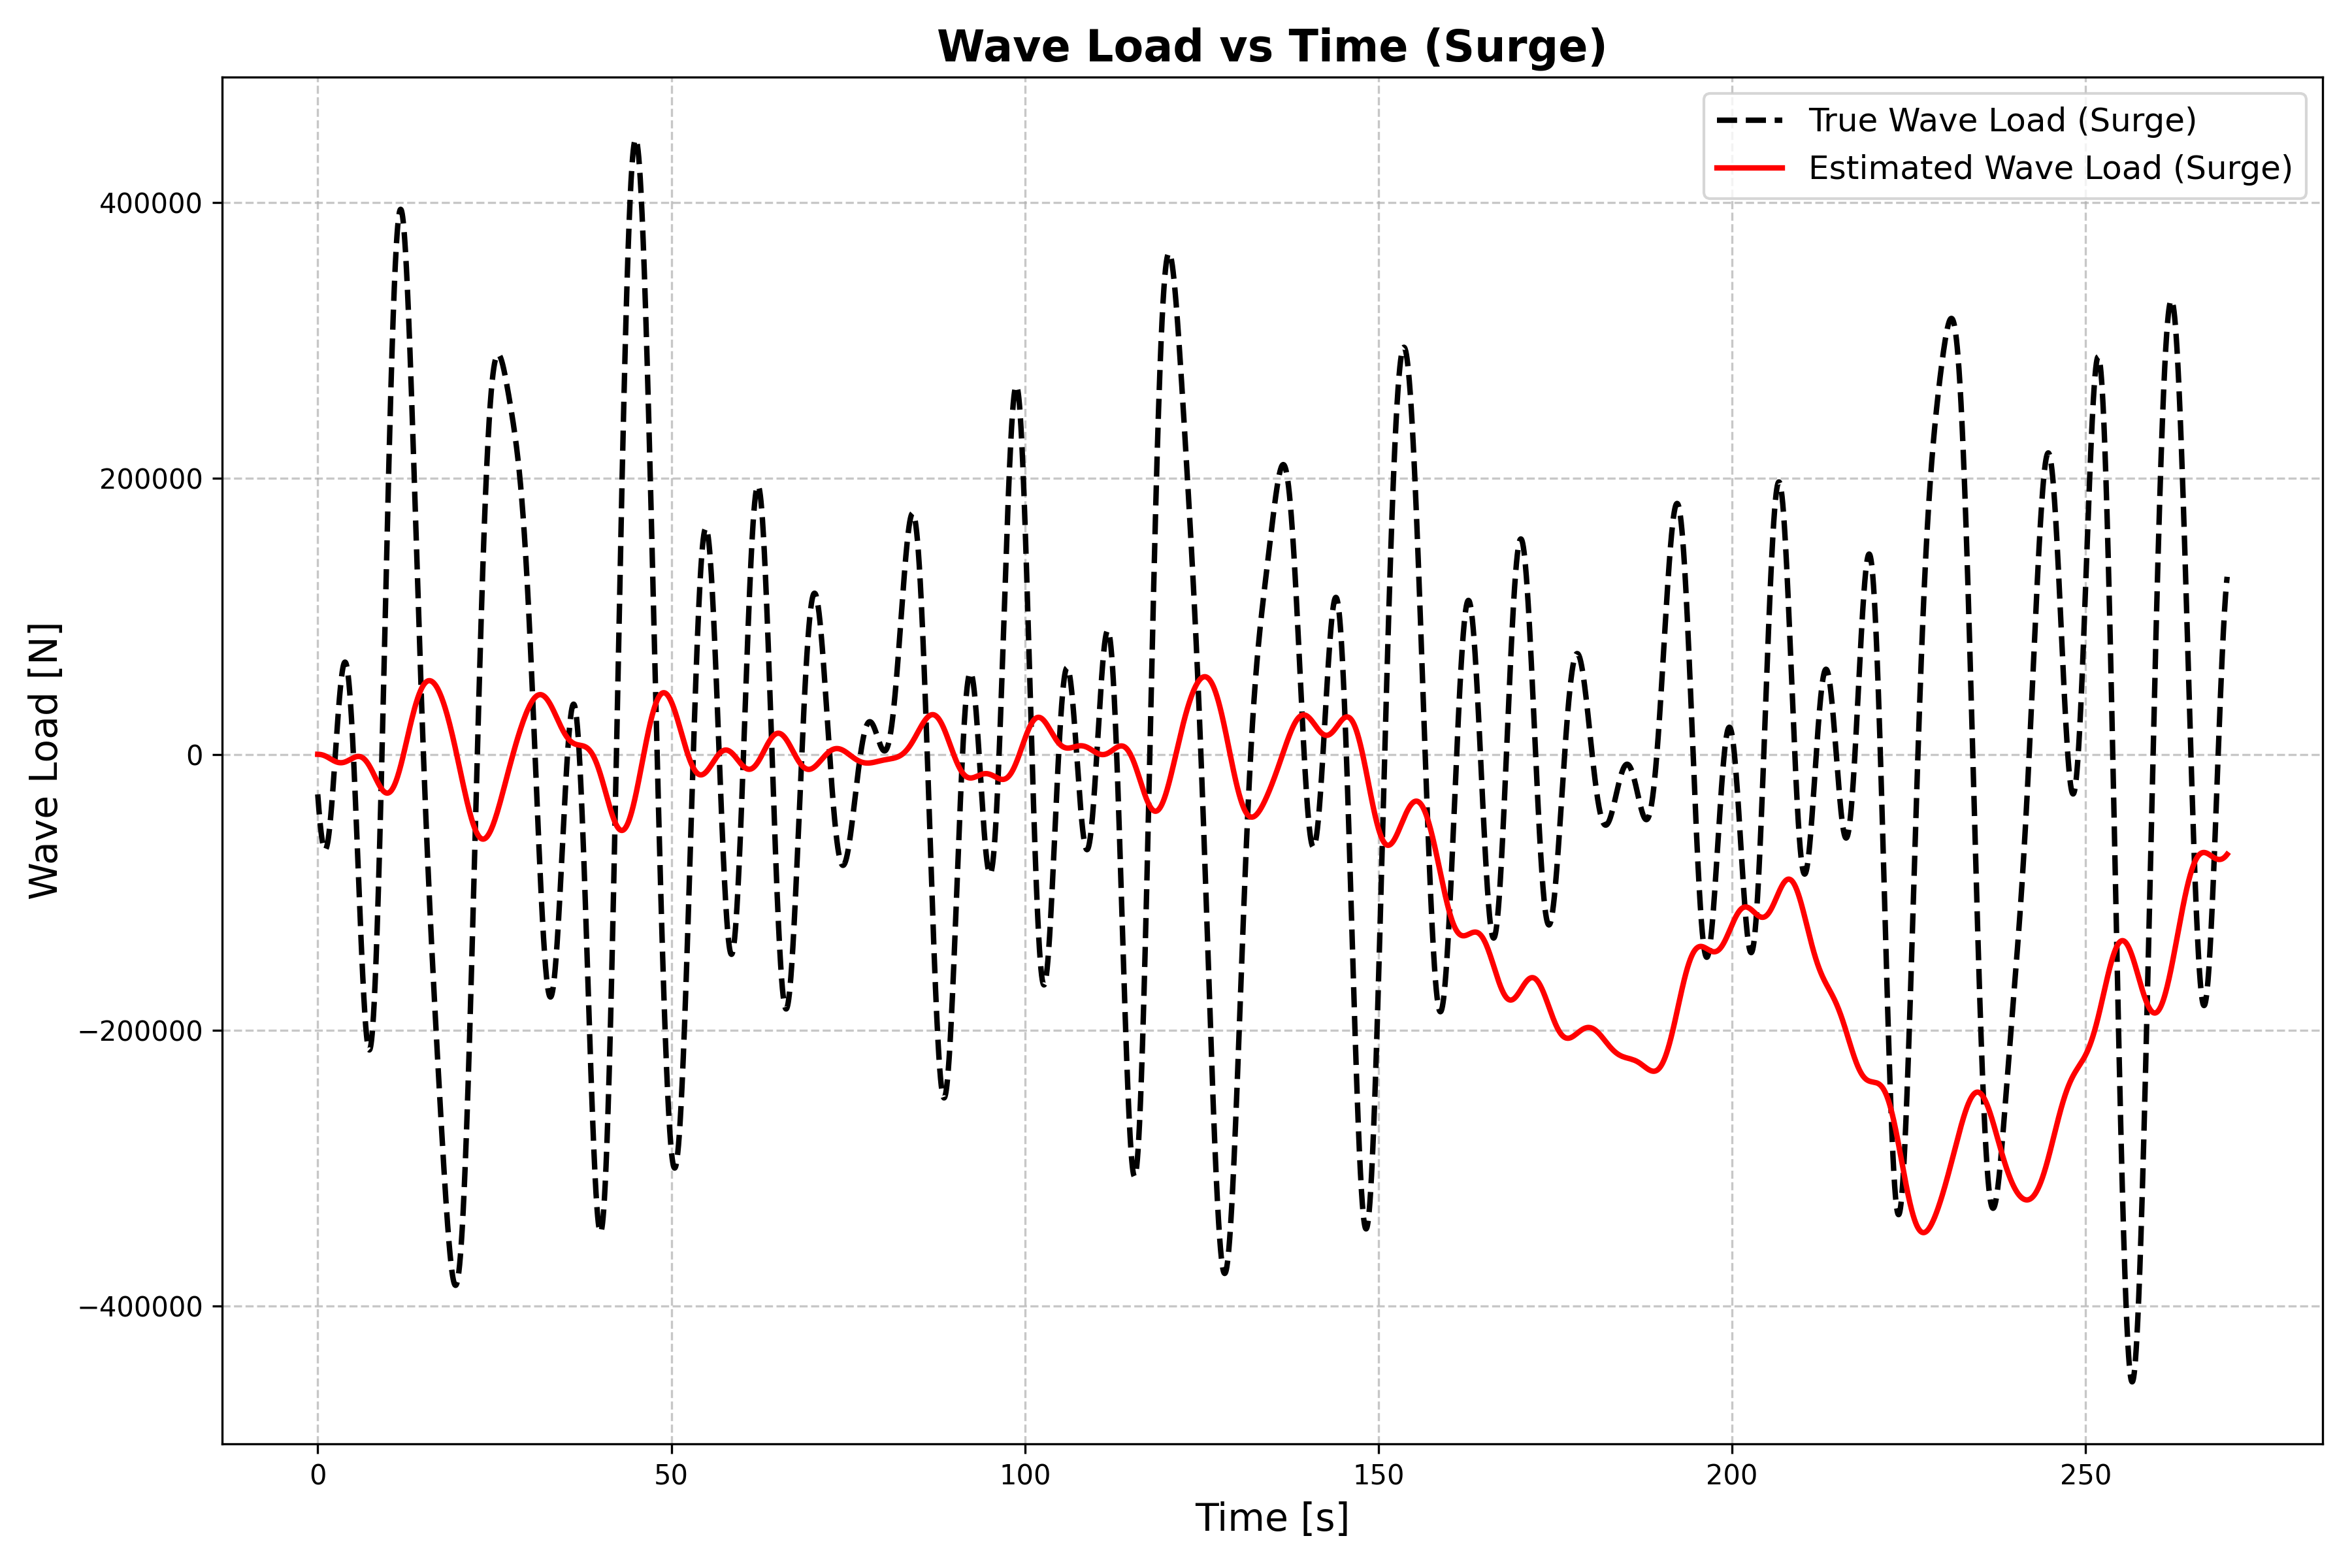 Wave Load vs Time (Surge)
True Wave Load (Surge)
Estimated Wave Load (Surge)
Wave Load [N]
400000
200000
0
−200000
−400000
0 50 100 150 200 250
Time [s]